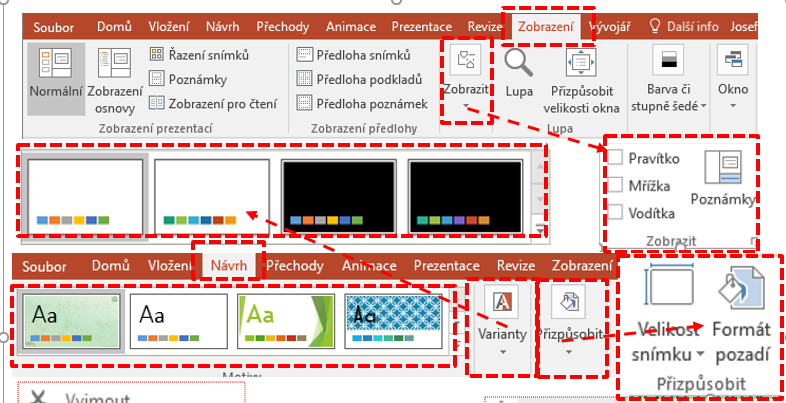 Soubor Domů Vložení Návrh Přechody Animace Prezentace Revize Zobrazení Vývojář Další info Josef
Normální
Zobrazení osnovy
Řazení snímků
Poznámky
Zobrazení pro čtení
Zobrazení prezentací
Předloha snímků
Předloha podkladů
Předloha poznámek
Zobrazení předlohy
Zobrazit
Lupa
Přizpůsobit
velikosti okna
Lupa
Barva či
stupně šedé
Okno
Pravítko
Mřížka
Vodítka
Poznámky
Zobrazit
Soubor Domů Vložení Návrh Přechody Animace Prezentace Revize Zobrazení
Aa Aa Aa Aa
Motivy
Varianty
Přizpůsobit
Velikost
snímku
Formát
pozadí
Přizpůsobit
Vyjmout